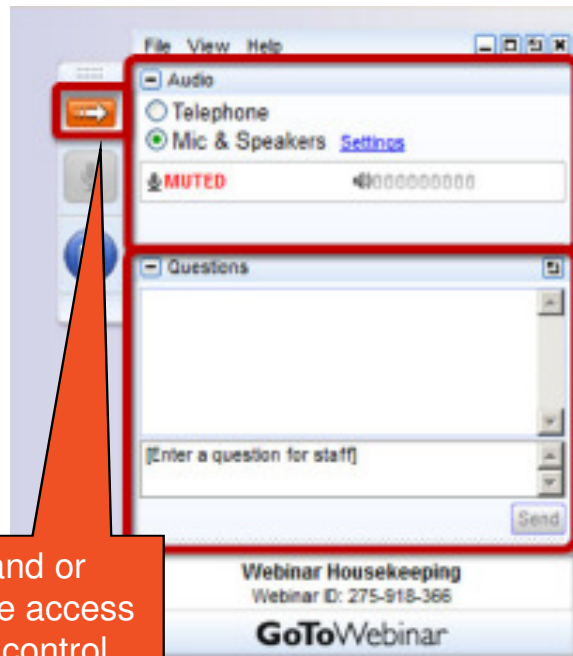 File View Help
Audio
Telephone
Mic & Speakers Settings
MUTED
Questions
[Enter a question for staff]
Send
and or
e access
control
Webinar Housekeeping
Webinar ID: 275-918-366
GoToWebinar